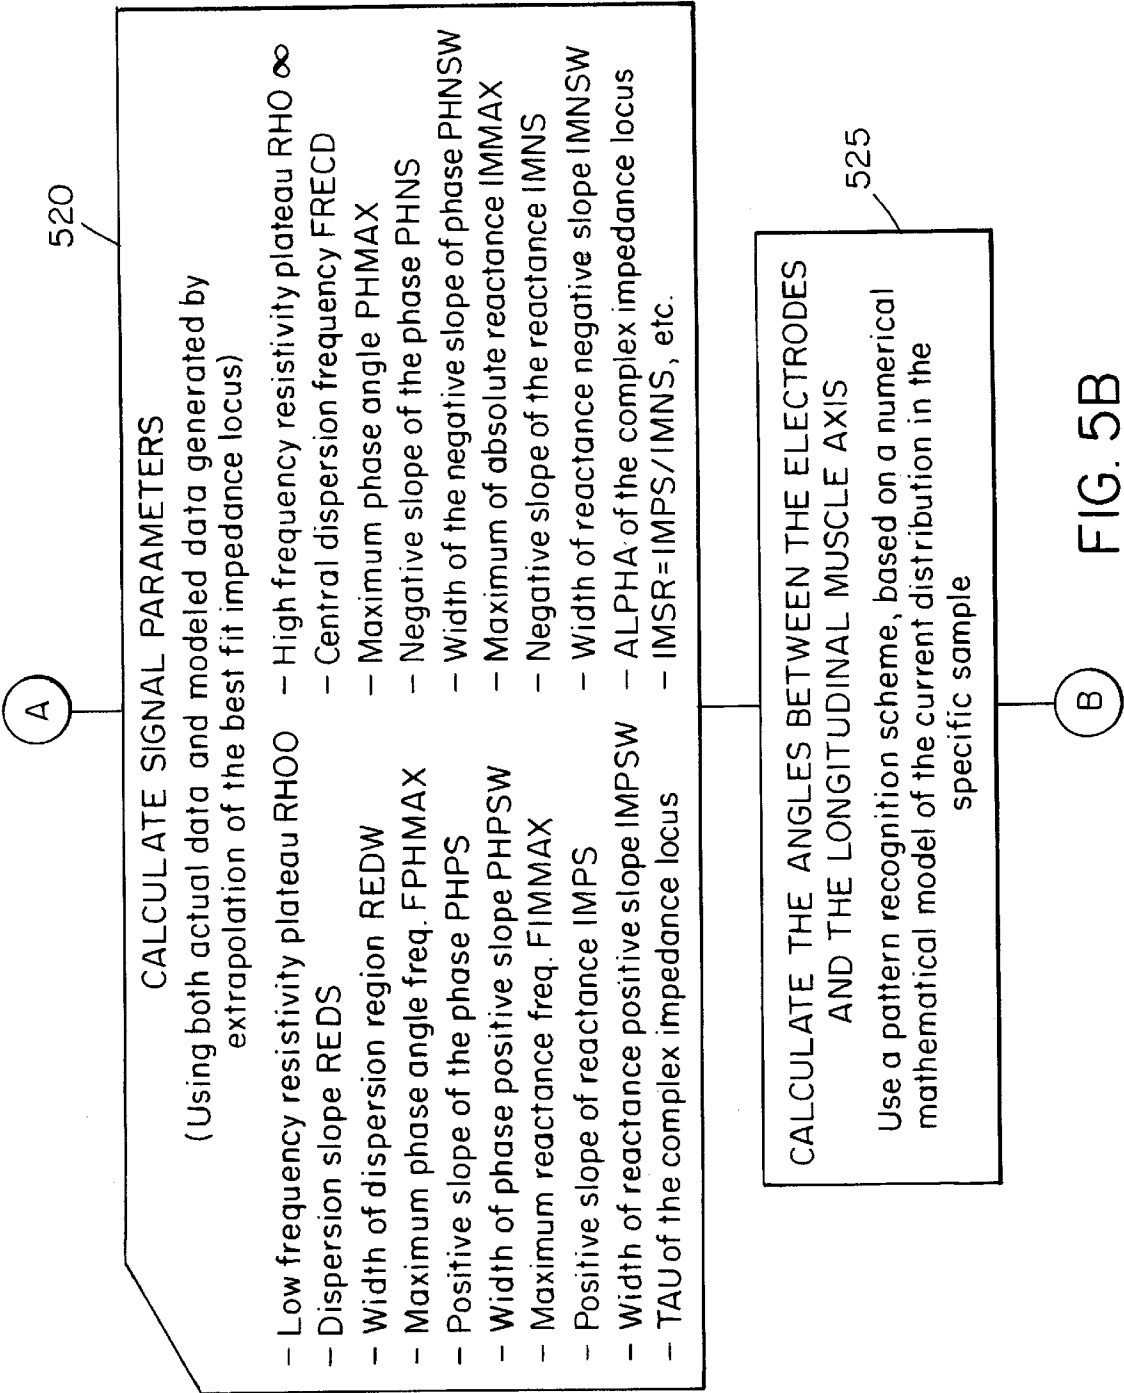 A
520
CALCULATE SIGNAL PARAMETERS
(Using both actual data and modeled data generated by
extrapolation of the best fit impedance locus)
– Low frequency resistivity plateau RHOO
– Dispersion slope REDS
– Width of dispersion region REDW
– Maximum phase angle freq. FPHMAX
– Positive slope of the phase PHPS
– Width of phase positive slope PHPSW
– Maximum reactance freq. FIMMAX
– Positive slope of reactance IMPS
– Width of reactance positive slope IMPSW
– TAU of the complex impedance locus
– High frequency resistivity plateau RHO ∞
– Central dispersion frequency FRECD
– Maximum phase angle PHMAX
– Negative slope of the phase PHNS
– Width of the negative slope of phase PHNSW
– Maximum of absolute reactance IMMAX
– Negative slope of the reactance IMNS
– Width of reactance negative slope IMNSW
– ALPHA of the complex impedance locus
– IMSR=IMPS/IMNS, etc.
525
CALCULATE THE ANGLES BETWEEN THE ELECTRODES
AND THE LONGITUDINAL MUSCLE AXIS
Use a pattern recognition scheme, based on a numerical
mathematical model of the current distribution in the
specific sample
B
FIG. 5B